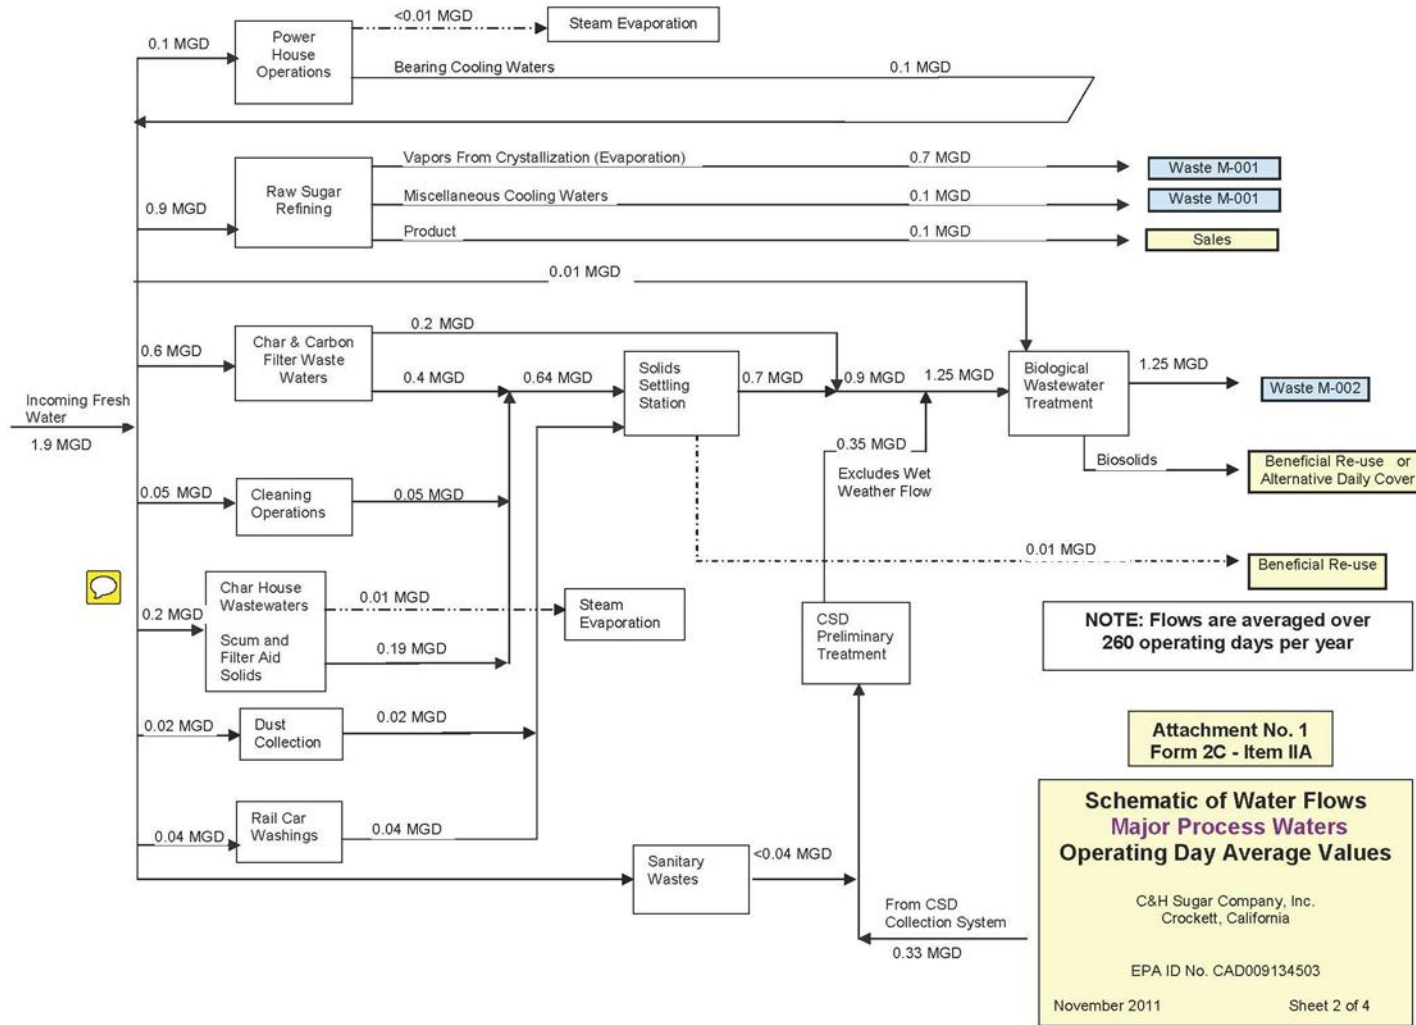 <0.01 MGD
Steam Evaporation
0.1 MGD
Power
House
Operations
Bearing Cooling Waters
0.1 MGD
Vapors From Crystallization (Evaporation)
0.7 MGD
Waste M-001
Raw Sugar
Refining
Miscellaneous Cooling Waters
0.1 MGD
Waste M-001
0.9 MGD
Product
0.1 MGD
Sales
0.01 MGD
0.2 MGD
0.6 MGD
Char & Carbon
Filter Waste
Waters
0.4 MGD
0.64 MGD
Solids
Settling
Station
0.7 MGD
0.9 MGD
1.25 MGD
Biological
Wastewater
Treatment
1.25 MGD
Waste M-002
Incoming Fresh
Water
1.9 MGD
0.35 MGD
Excludes Wet
Weather Flow
Biosolids
Beneficial Re-use or
Alternative Daily Cover
0.05 MGD
Cleaning
Operations
0.05 MGD
0.01 MGD
Beneficial Re-use
0.2 MGD
Char House
Wastewaters
Scum and
Filter Aid
Solids
0.01 MGD
Steam
Evaporation
0.19 MGD
CSD
Preliminary
Treatment
NOTE: Flows are averaged over
260 operating days per year
0.02 MGD
Dust
Collection
0.02 MGD
Attachment No. 1
Form 2C - Item IIA
0.04 MGD
Rail Car
Washings
0.04 MGD
Sanitary
Wastes
<0.04 MGD
From CSD
Collection System
0.33 MGD
Schematic of Water Flows
Major Process Waters
Operating Day Average Values
C&H Sugar Company, Inc.
Crockett, California
EPA ID No. CAD009134503
November 2011 Sheet 2 of 4